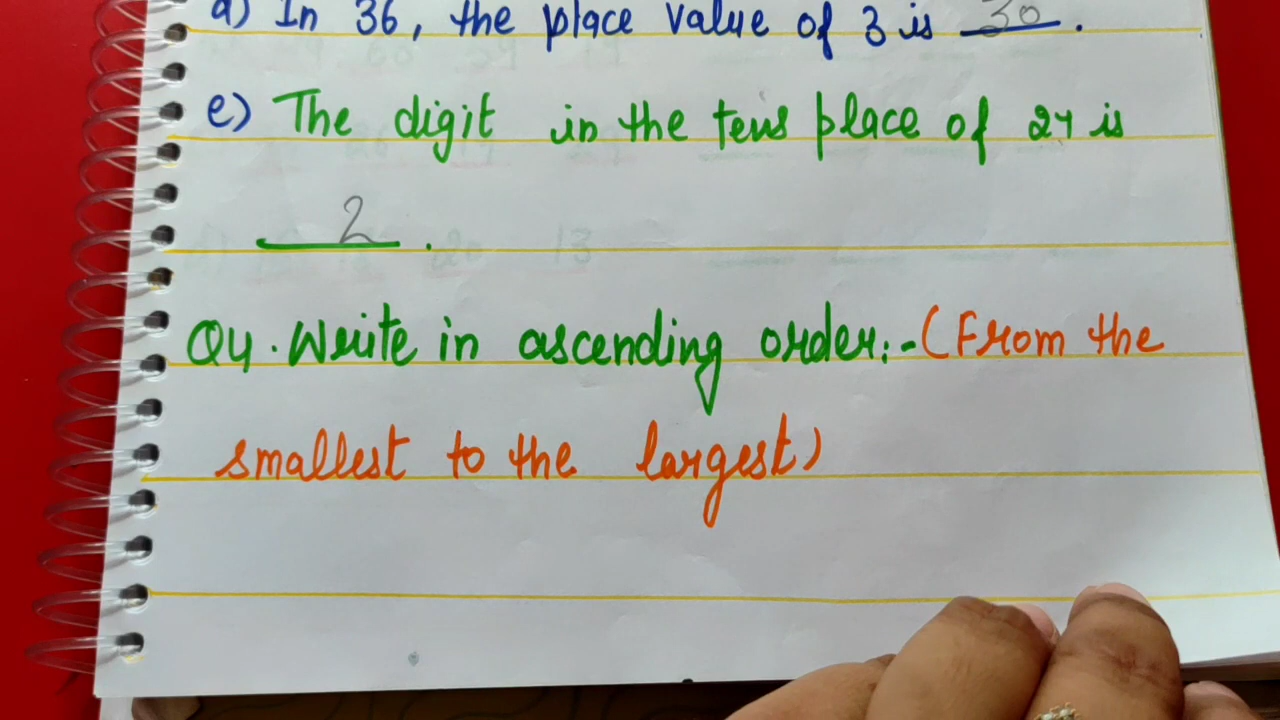 d) In 36, the place value of 3 is 30.
e) The digit in the tens place of 24 is
2.
Q4. Write in ascending order:-(From the
smallest to the largest)